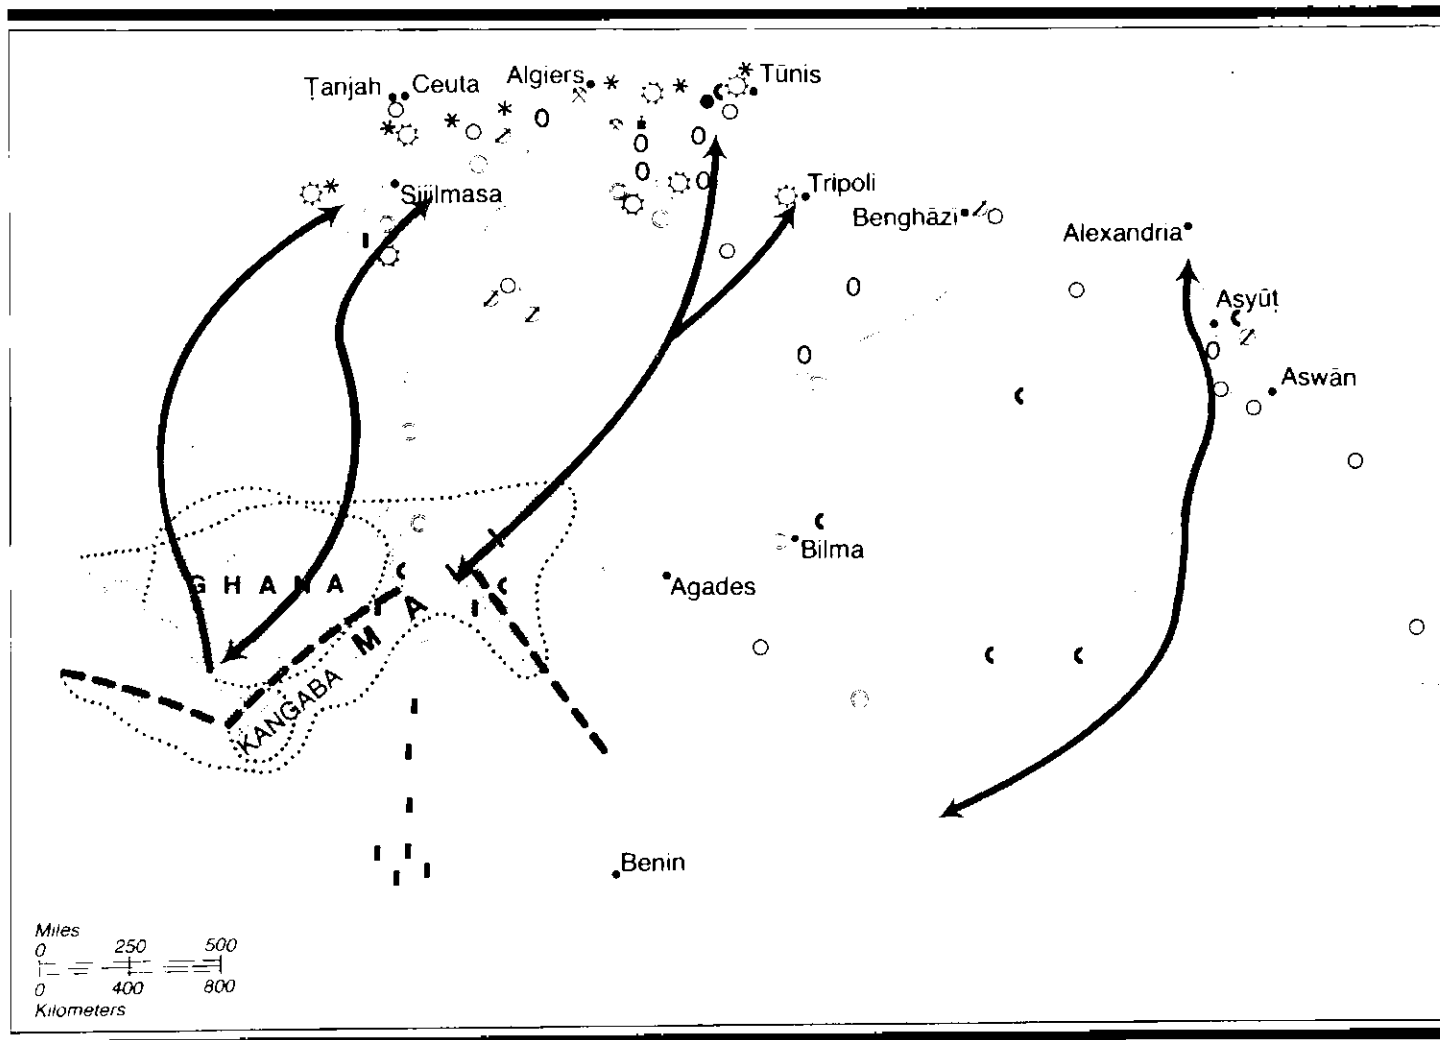 Ṭanjah Ceuta
Algiers
Tūnis
Sijilmasa
Tripoli
Benghāzi
Alexandria
Asyūṭ
Aswān
Bilma
Agades
GHANA
MA
KANGABA
Benin
Miles
0 250 500
0 400 800
Kilometers